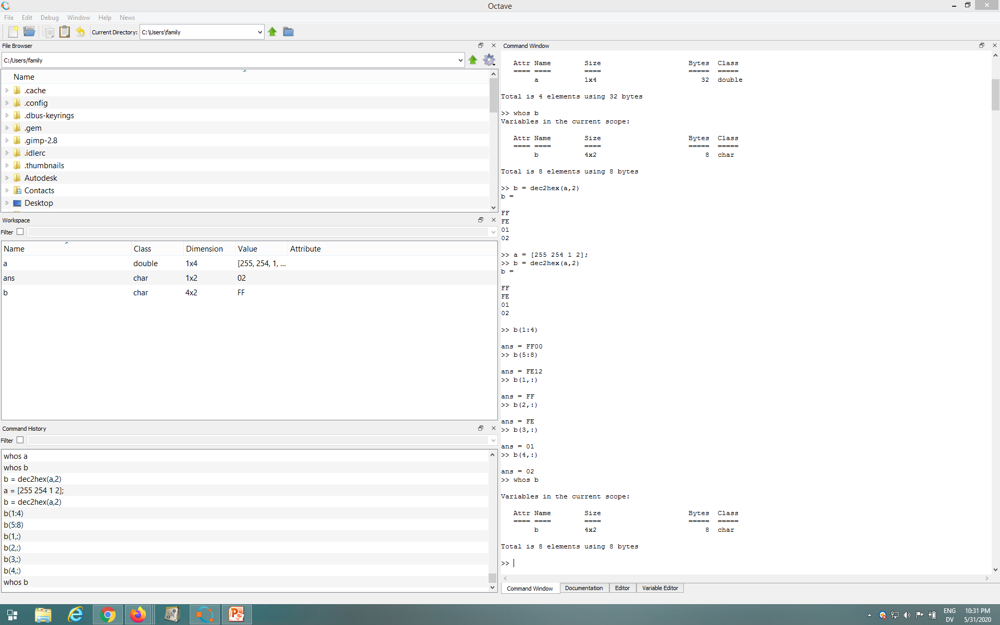 Octave
File Edit Debug Window Help News
Current Directory: C:\Users\family
File Browser
C:/Users/family
Name
.cache
.config
.dbus-keyrings
.gem
.gimp-2.8
.idlerc
.thumbnails
Autodesk
Contacts
Desktop
Workspace
Filter
Name Class Dimension Value Attribute
a double 1x4 [255, 254, 1, ...
ans char 1x2 02
b char 4x2 FF
Command History
Filter
whos a
whos b
b = dec2hex(a,2)
a = [255 254 1 2];
b = dec2hex(a,2)
b(1:4)
b(5:8)
b(1,:)
b(2,:)
b(3,:)
b(4,:)
whos b
Command Window
Attr Name Size Bytes Class
==== ==== ==== ===== =====
a 1x4 32 double
Total is 4 elements using 32 bytes
>> whos b
Variables in the current scope:
Attr Name Size Bytes Class
==== ==== ==== ===== =====
b 4x2 8 char
Total is 8 elements using 8 bytes
>> b = dec2hex(a,2)
b =
FF
FE
01
02
>> a = [255 254 1 2];
>> b = dec2hex(a,2)
b =
FF
FE
01
02
>> b(1:4)
ans = FF00
>> b(5:8)
ans = FE12
>> b(1,:)
ans = FF
>> b(2,:)
ans = FE
>> b(3,:)
ans = 01
>> b(4,:)
ans = 02
>> whos b
Variables in the current scope:
Attr Name Size Bytes Class
==== ==== ==== ===== =====
b 4x2 8 char
Total is 8 elements using 8 bytes
>>
Command Window Documentation Editor Variable Editor
ENG 10:31 PM
DV 5/31/2020